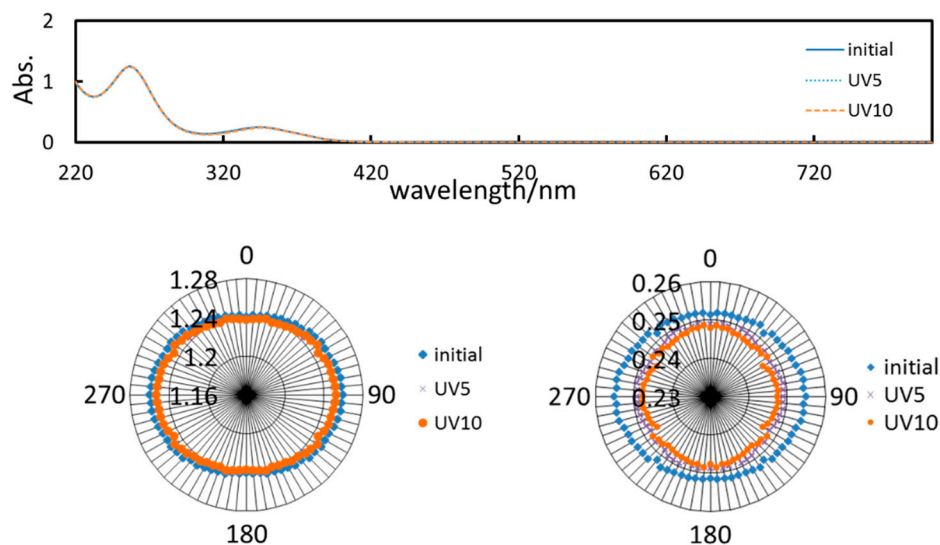 2
1
0
Abs.
initial
UV5
UV10
220
320
420
520
620
720
wavelength/nm
0
1.28
1.24
1.2
1.16
270
90
180
initial
UV5
UV10
0
0.26
0.25
0.24
0.23
270
90
180
initial
UV5
UV10